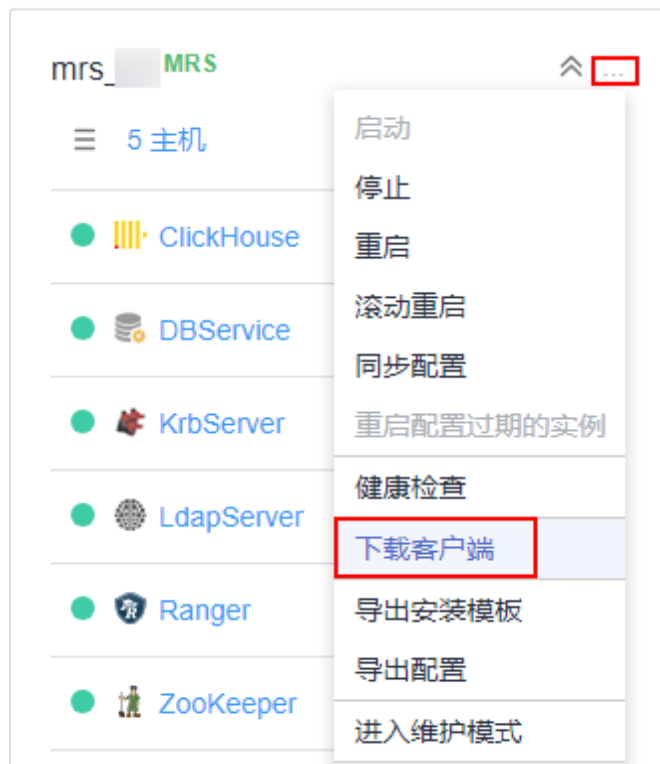 mrs_ MRS ...
5 主机
ClickHouse
DBService
KrbServer
LdapServer
Ranger
ZooKeeper
启动
停止
重启
滚动重启
同步配置
重启配置过期的实例
健康检查
下载客户端
导出安装模板
导出配置
进入维护模式